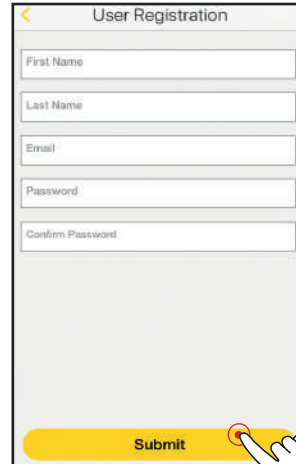 User Registration
First Name
Last Name
Email
Password
Confirm Password
Submit